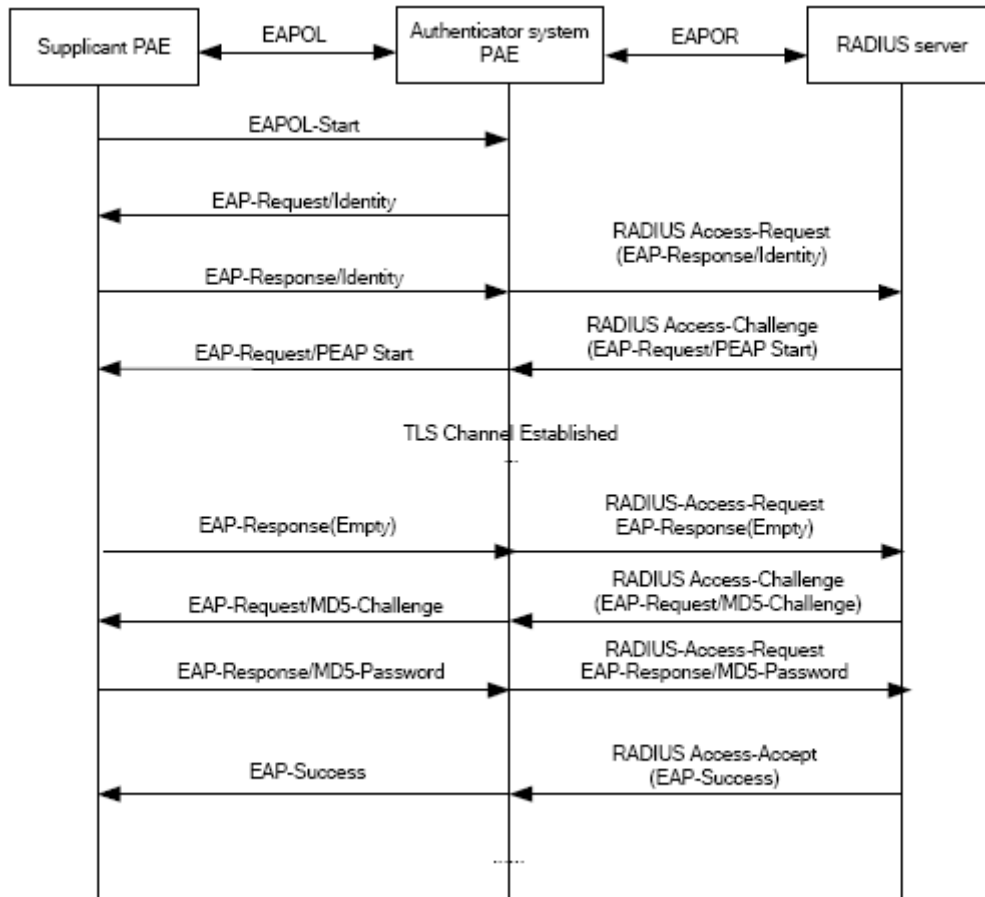 Supplicant PAE
EAPOL
Authenticator system
PAE
EAPOR
RADIUS server
EAPOL-Start
EAP-Request/Identity
RADIUS Access-Request
(EAP-Response/Identity)
EAP-Response/Identity
RADIUS Access-Challenge
(EAP-Request/PEAP Start)
EAP-Request/PEAP Start
TLS Channel Established
RADIUS-Access-Request
EAP-Response(Empty)
EAP-Response(Empty)
RADIUS Access-Challenge
(EAP-Request/MD5-Challenge)
EAP-Request/MD5-Challenge
RADIUS-Access-Request
EAP-Response/MD5-Password
EAP-Response/MD5-Password
RADIUS Access-Accept
(EAP-Success)
EAP-Success